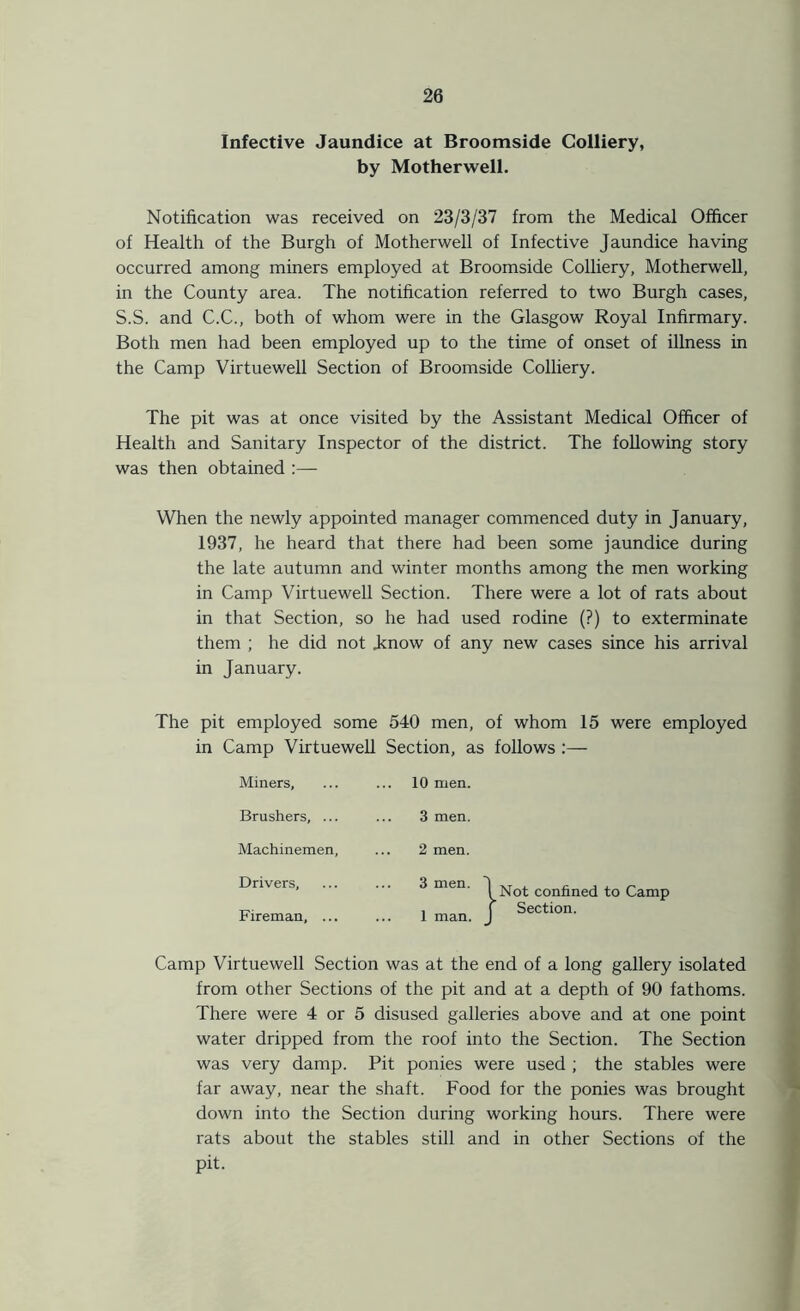 26
Infective Jaundice at Broomside Colliery,
by Motherwell.
Notification was received on 23/3/37 from the Medical Officer
of Health of the Burgh of Motherwell of Infective Jaundice having
occurred among miners employed at Broomside Colliery, Motherwell,
in the County area. The notification referred to two Burgh cases,
S.S. and C.C., both of whom were in the Glasgow Royal Infirmary.
Both men had been employed up to the time of onset of illness in
the Camp Virtuewell Section of Broomside Colliery.
The pit was at once visited by the Assistant Medical Officer of
Health and Sanitary Inspector of the district. The following story
was then obtained :—
When the newly appointed manager commenced duty in January,
1937, he heard that there had been some jaundice during
the late autumn and winter months among the men working
in Camp Virtuewell Section. There were a lot of rats about
in that Section, so he had used rodine (?) to exterminate
them ; he did not know of any new cases since his arrival
in January.
The pit employed some 540 men, of whom 15 were employed
in Camp Virtuewell Section, as follows :—
Miners, ... ... 10 men.
Brushers, ... ... 3 men.
Machinemen, ... 2 men.
Drivers, ... ... 3 men. } Not confined to Camp
Fireman, ... ... 1 man. } Section.
Camp Virtuewell Section was at the end of a long gallery isolated
from other Sections of the pit and at a depth of 90 fathoms.
There were 4 or 5 disused galleries above and at one point
water dripped from the roof into the Section. The Section
was very damp. Pit ponies were used ; the stables were
far away, near the shaft. Food for the ponies was brought
down into the Section during working hours. There were
rats about the stables still and in other Sections of the
pit.